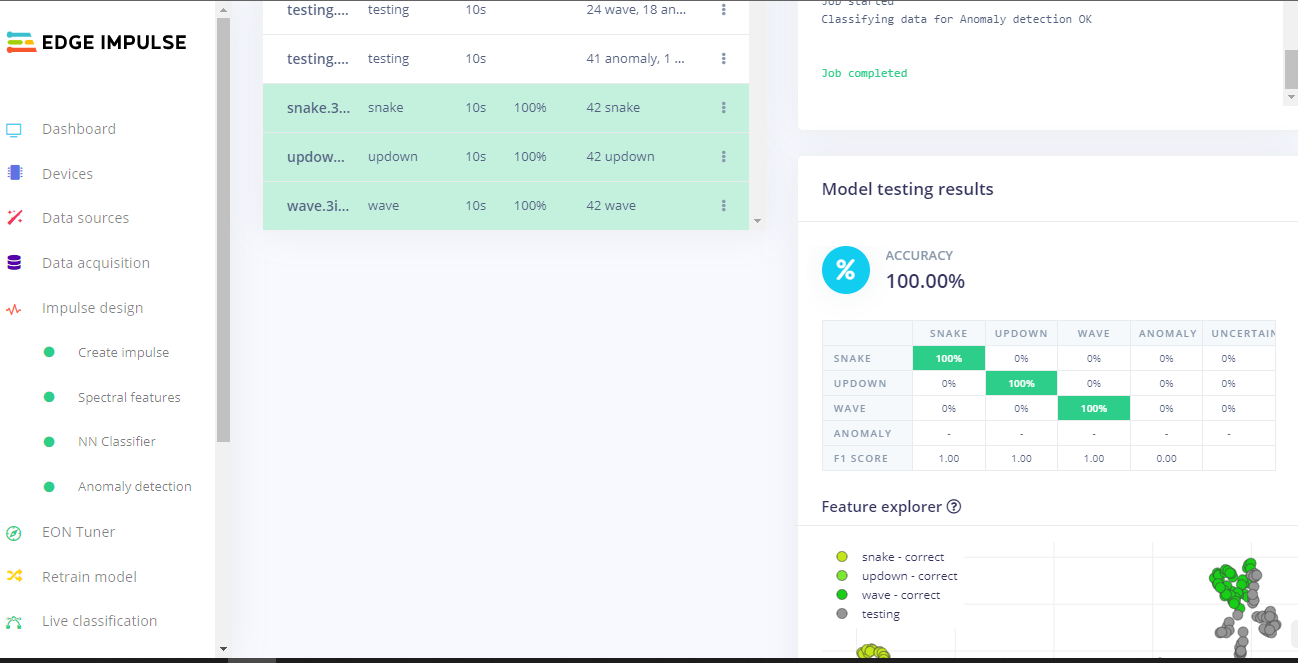 EDGE IMPULSE
Dashboard
Devices
Data sources
Data acquisition
Impulse design
Create impulse
Spectral features
NN Classifier
Anomaly detection
EON Tuner
Retrain model
Live classification
testing.... testing 10s 24 wave, 18 an...
testing.... testing 10s 41 anomaly, 1 ...
snake.3... snake 10s 100% 42 snake
updow... updown 10s 100% 42 updown
wave.3i... wave 10s 100% 42 wave
Job started
Classifying data for Anomaly detection OK
Job completed
Model testing results
%
ACCURACY
100.00%
SNAKE UPDOWN WAVE ANOMALY UNCERTAIN
SNAKE 100% 0% 0% 0% 0%
UPDOWN 0% 100% 0% 0% 0%
WAVE 0% 0% 100% 0% 0%
ANOMALY - - - - -
F1 SCORE 1.00 1.00 1.00 0.00
Feature explorer ?
snake - correct
updown - correct
wave - correct
testing